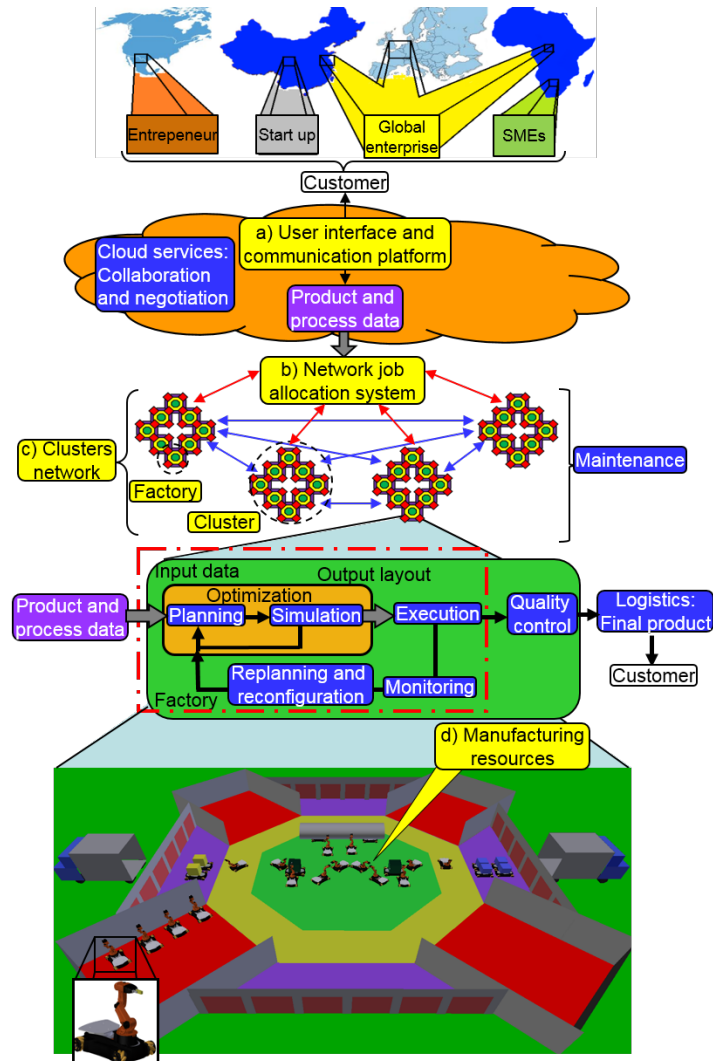 Entrepeneur
Start up
Global
enterprise
SMEs
Customer
a) User interface and
communication platform
Cloud services:
Collaboration
and negotiation
Product and
process data
b) Network job
allocation system
c) Clusters
network
Factory
Cluster
Maintenance
Input data
Output layout
Optimization
Product and
process data
Planning
Simulation
Execution
Quality
control
Logistics:
Final product
Replanning and
reconfiguration
Monitoring
Customer
Factory
d) Manufacturing
resources